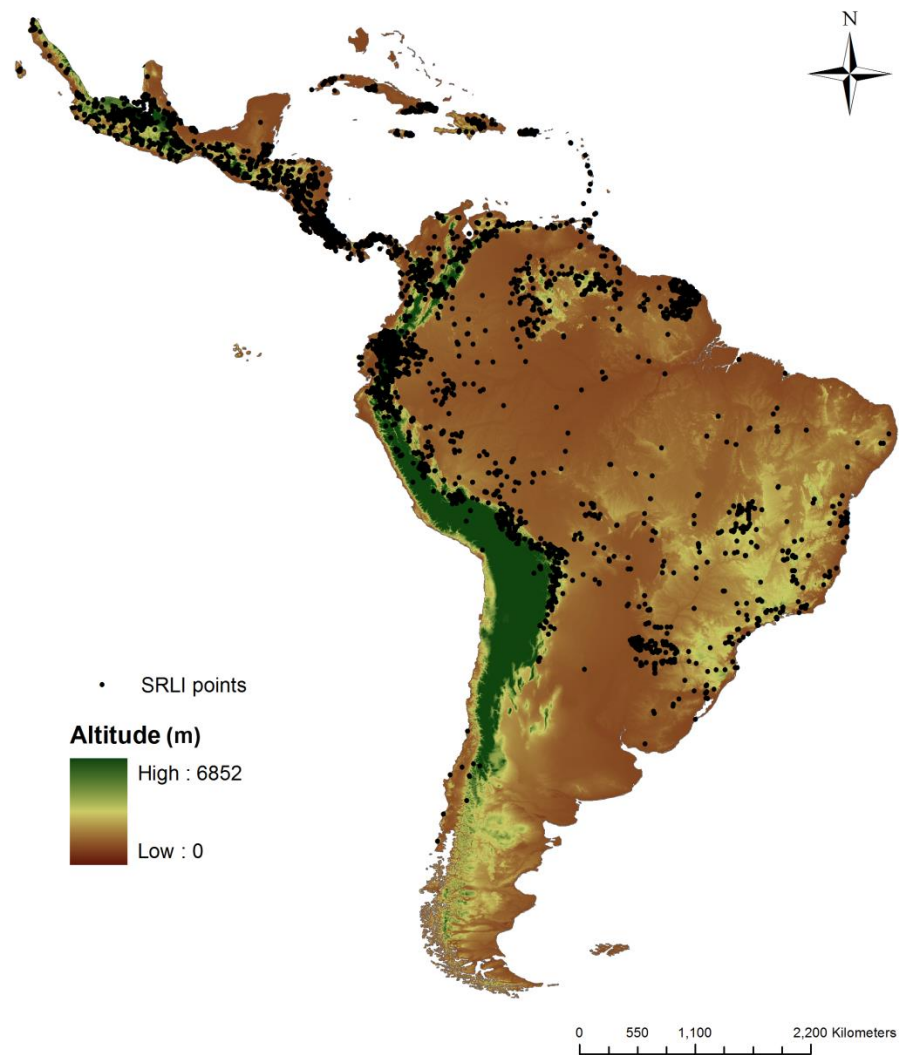 N
SRLI points
Altitude (m)
High : 6852
Low : 0
0 550 1,100 2,200 Kilometers